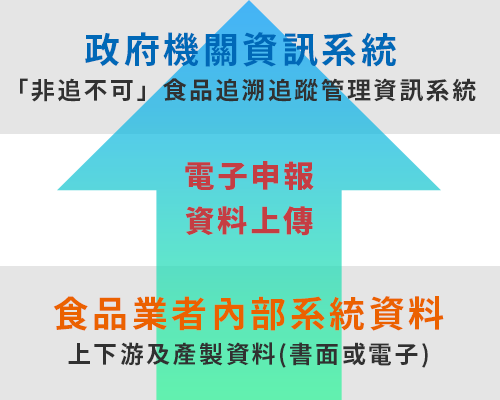 政府機關資訊系統
「非追不可」食品追溯追蹤管理資訊系統
電子申報
資料上傳
食品業者內部系統資料
上下游及產製資料(書面或電子)